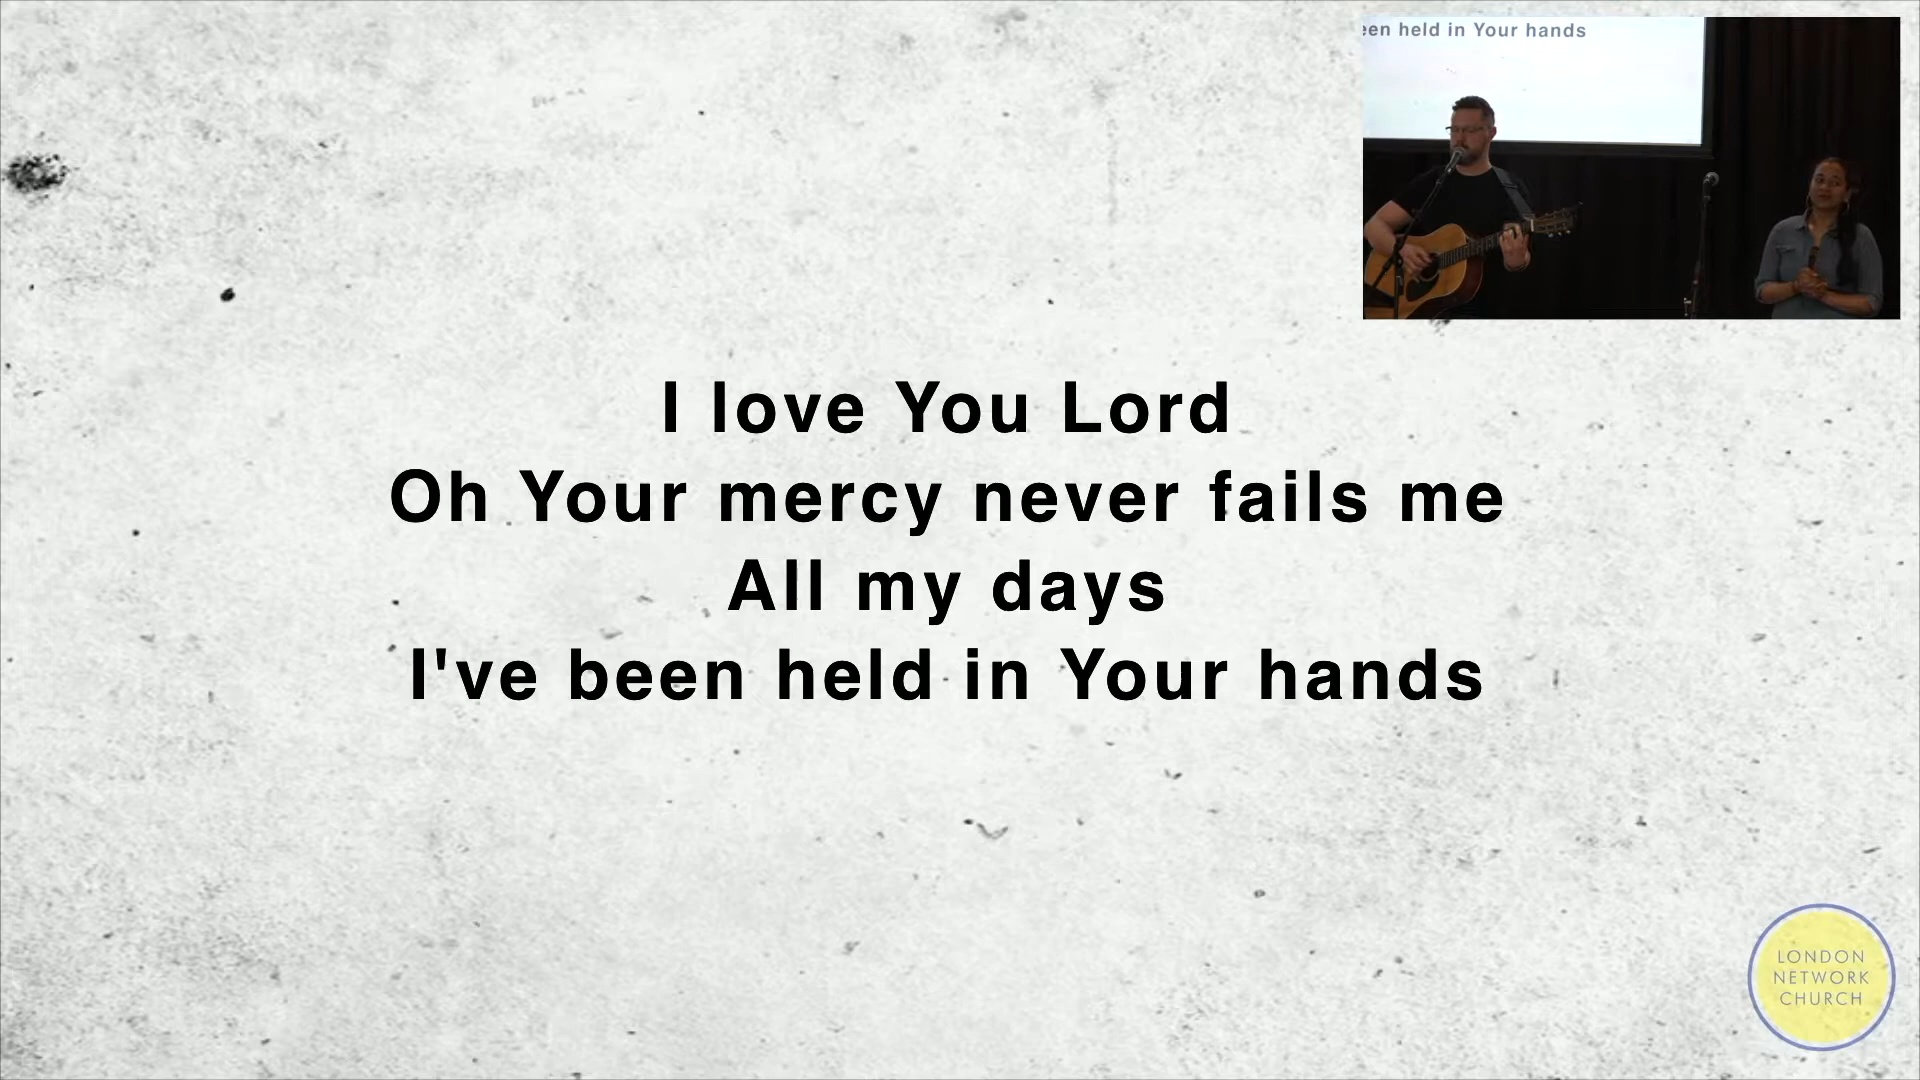 een held in Your hands
I love You Lord
Oh Your mercy never fails me
All my days
I've been held in Your hands
LONDON
NETWORK
CHURCH